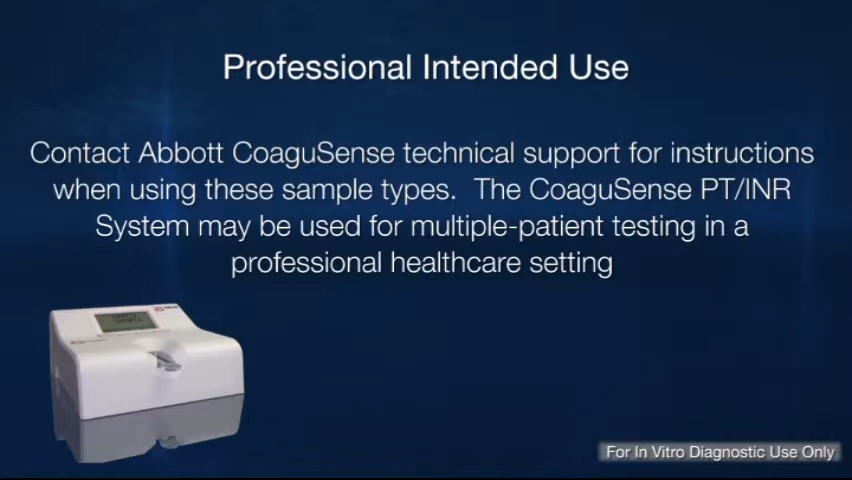 Professional Intended Use
Contact Abbott CoaguSense technical support for instructions
when using these sample types.  The CoaguSense PT/INR
System may be used for multiple-patient testing in a
professional healthcare setting
For In Vitro Diagnostic Use Only